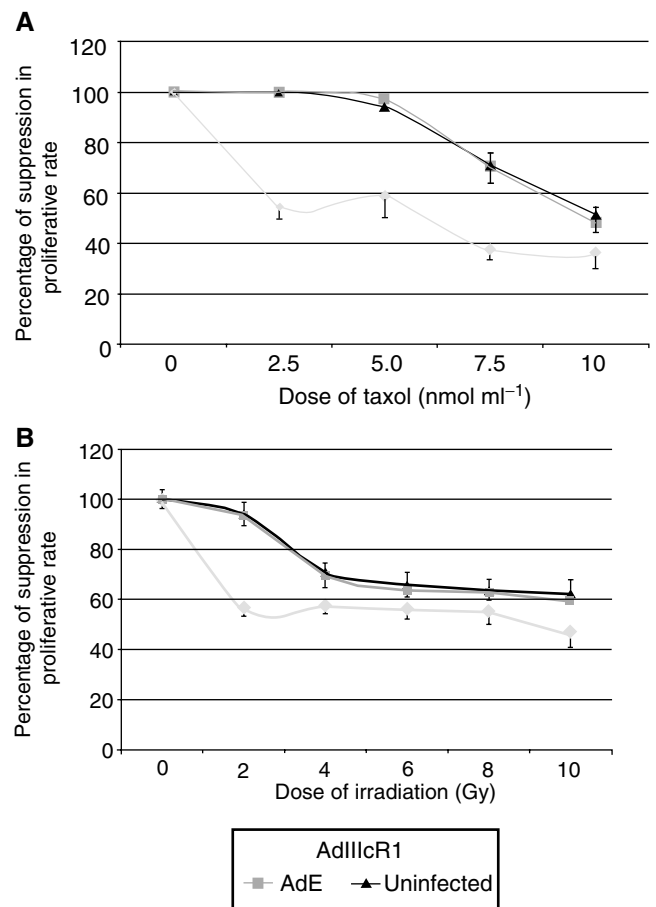 A
Percentage of suppression in
proliferative rate
120
100
80
60
40
20
0
0 2.5 5.0 7.5 10
Dose of taxol (nmol ml⁻¹)
B
Percentage of suppression in
proliferative rate
120
100
80
60
40
20
0
0 2 4 6 8 10
Dose of irradiation (Gy)
AdIIIcR1
AdE Uninfected